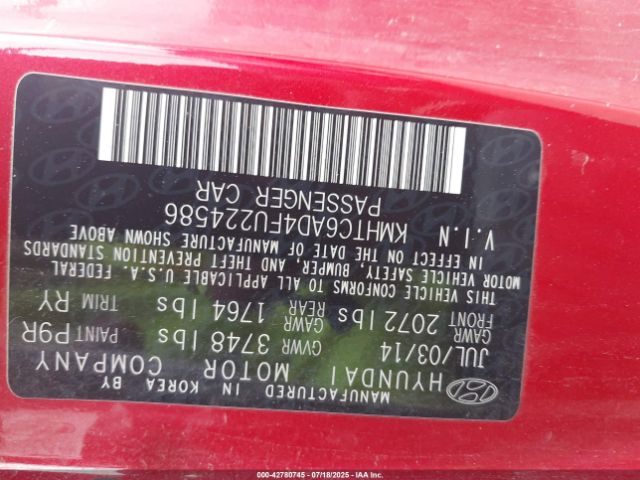 MANUFACTURED IN KOREA BY
HYUNDAI MOTOR COMPANY
JUL/03/14 GVWR 3748 lbs PAINT P9R
GAWR FRONT 2072 lbs GAWR REAR 1764 lbs TRIM RY
THIS VEHICLE CONFORMS TO ALL APPLICABLE U.S.A. FEDERAL
MOTOR VEHICLE SAFETY, BUMPER, AND THEFT PREVENTION STANDARDS
IN EFFECT ON THE DATE OF MANUFACTURE SHOWN ABOVE
V.I.N KMHTC6AD4FU224586
PASSENGER CAR
00-42780745 - 07/18/2025 - IAA Inc.